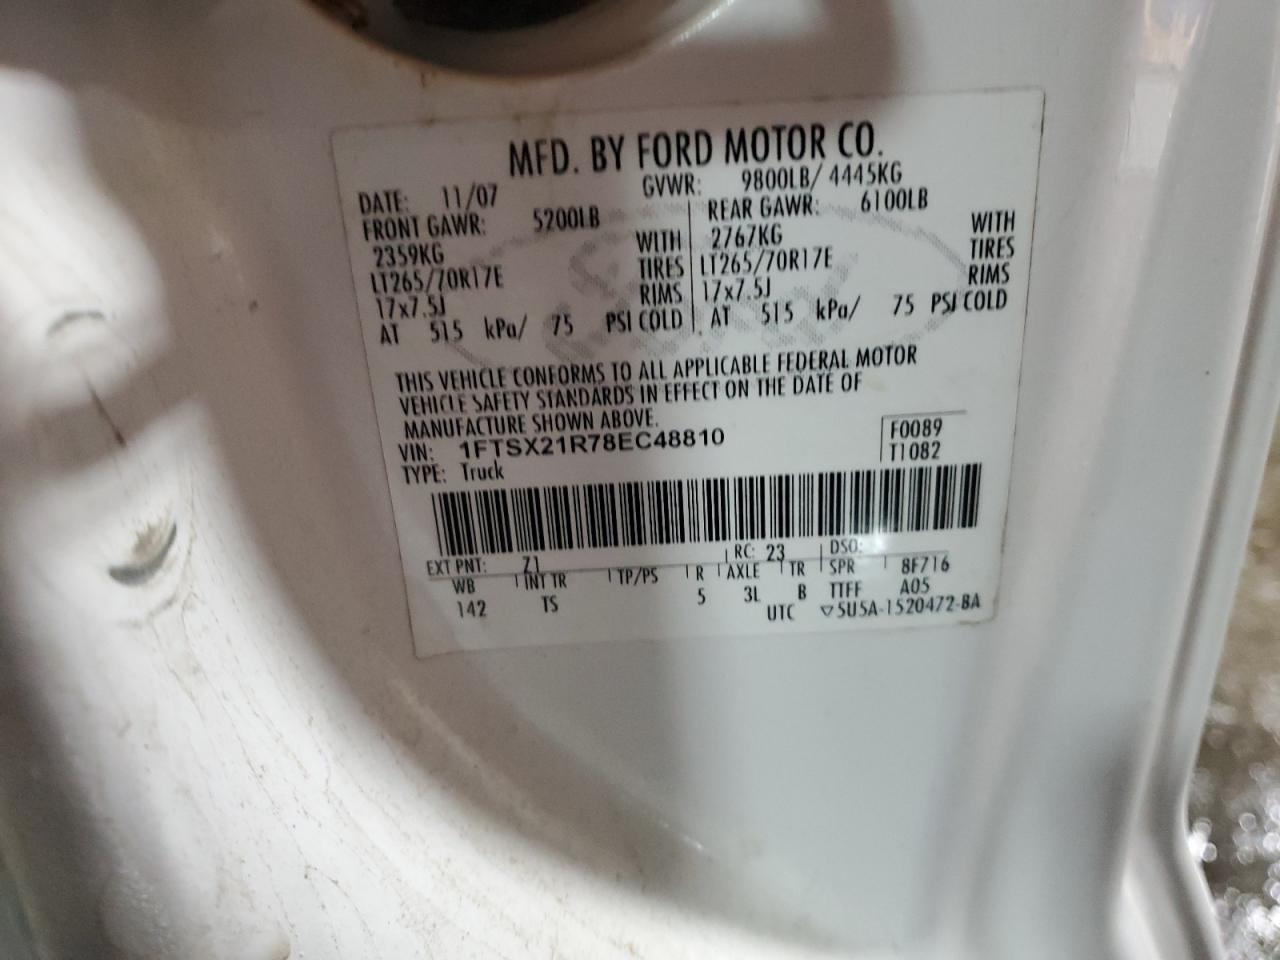 MFD. BY FORD MOTOR CO.
DATE: 11/07 GVWR: 9800LB/ 4445KG
FRONT GAWR: 5200LB REAR GAWR: 6100LB
2359KG WITH 2767KG WITH
LT265/70R17E TIRES LT265/70R17E TIRES
17x7.5J RIMS 17x7.5J RIMS
AT 515 kPa/ 75 PSI COLD AT 515 kPa/ 75 PSI COLD
THIS VEHICLE CONFORMS TO ALL APPLICABLE FEDERAL MOTOR
VEHICLE SAFETY STANDARDS IN EFFECT ON THE DATE OF
MANUFACTURE SHOWN ABOVE.
VIN: 1FTSX21R78EC48810 F0089
TYPE: Truck T1082
EXT PNT: Z1 RC: 23 DSO:
WB INT TR TP/PS R AXLE TR SPR 8F716
142 TS 5 3L B TTFF A05
UTC ▽5U5A-1520472-BA